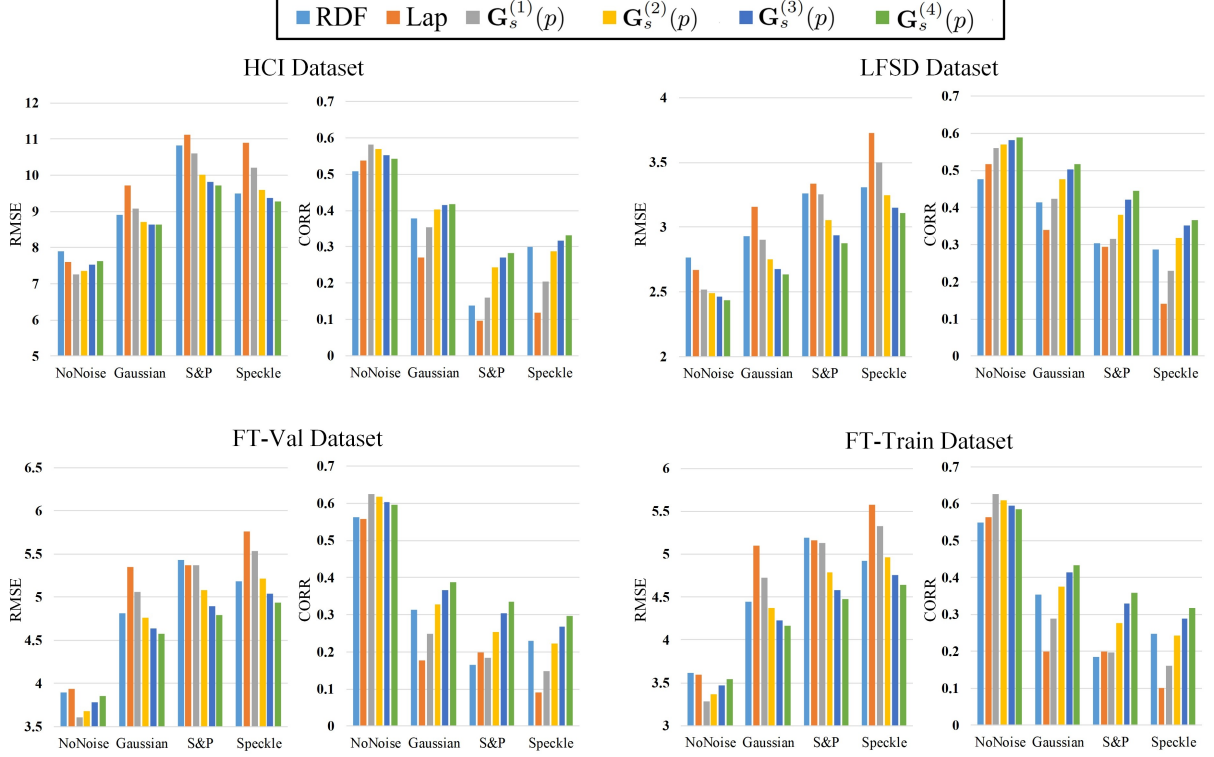 RDF Lap G_s^{(1)}(p) G_s^{(2)}(p) G_s^{(3)}(p) G_s^{(4)}(p)
HCI Dataset
12
11
10
9
8
7
6
5
RMSE
NoNoise Gaussian S&P Speckle
0.7
0.6
0.5
0.4
0.3
0.2
0.1
0
CORR
NoNoise Gaussian S&P Speckle
LFSD Dataset
4
3.5
3
2.5
2
RMSE
NoNoise Gaussian S&P Speckle
0.7
0.6
0.5
0.4
0.3
0.2
0.1
0
CORR
NoNoise Gaussian S&P Speckle
FT-Val Dataset
6.5
6
5.5
5
4.5
4
3.5
RMSE
NoNoise Gaussian S&P Speckle
0.7
0.6
0.5
0.4
0.3
0.2
0.1
0
CORR
NoNoise Gaussian S&P Speckle
FT-Train Dataset
6
5.5
5
4.5
4
3.5
3
RMSE
NoNoise Gaussian S&P Speckle
0.7
0.6
0.5
0.4
0.3
0.2
0.1
0
CORR
NoNoise Gaussian S&P Speckle